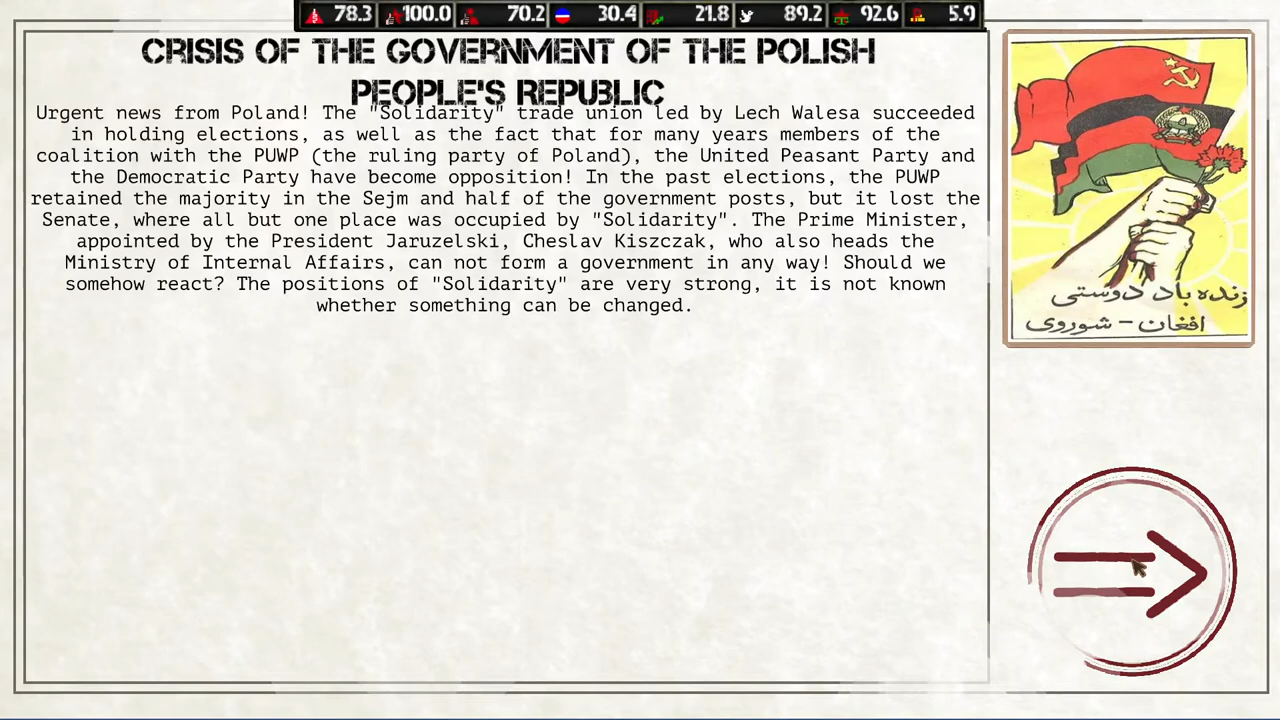 78.3 100.0 70.2 30.4 21.8 89.2 92.6 5.9
CRISIS OF THE GOVERNMENT OF THE POLISH
PEOPLE'S REPUBLIC
Urgent news from Poland! The "Solidarity" trade union led by Lech Walesa succeeded
in holding elections, as well as the fact that for many years members of the
coalition with the PUWP (the ruling party of Poland), the United Peasant Party and
the Democratic Party have become opposition! In the past elections, the PUWP
retained the majority in the Sejm and half of the government posts, but it lost the
Senate, where all but one place was occupied by "Solidarity". The Prime Minister,
appointed by the President Jaruzelski, Cheslav Kiszczak, who also heads the
Ministry of Internal Affairs, can not form a government in any way! Should we
somehow react? The positions of "Solidarity" are very strong, it is not known
whether something can be changed.
زنده باد دوستی
افغان - شوروی